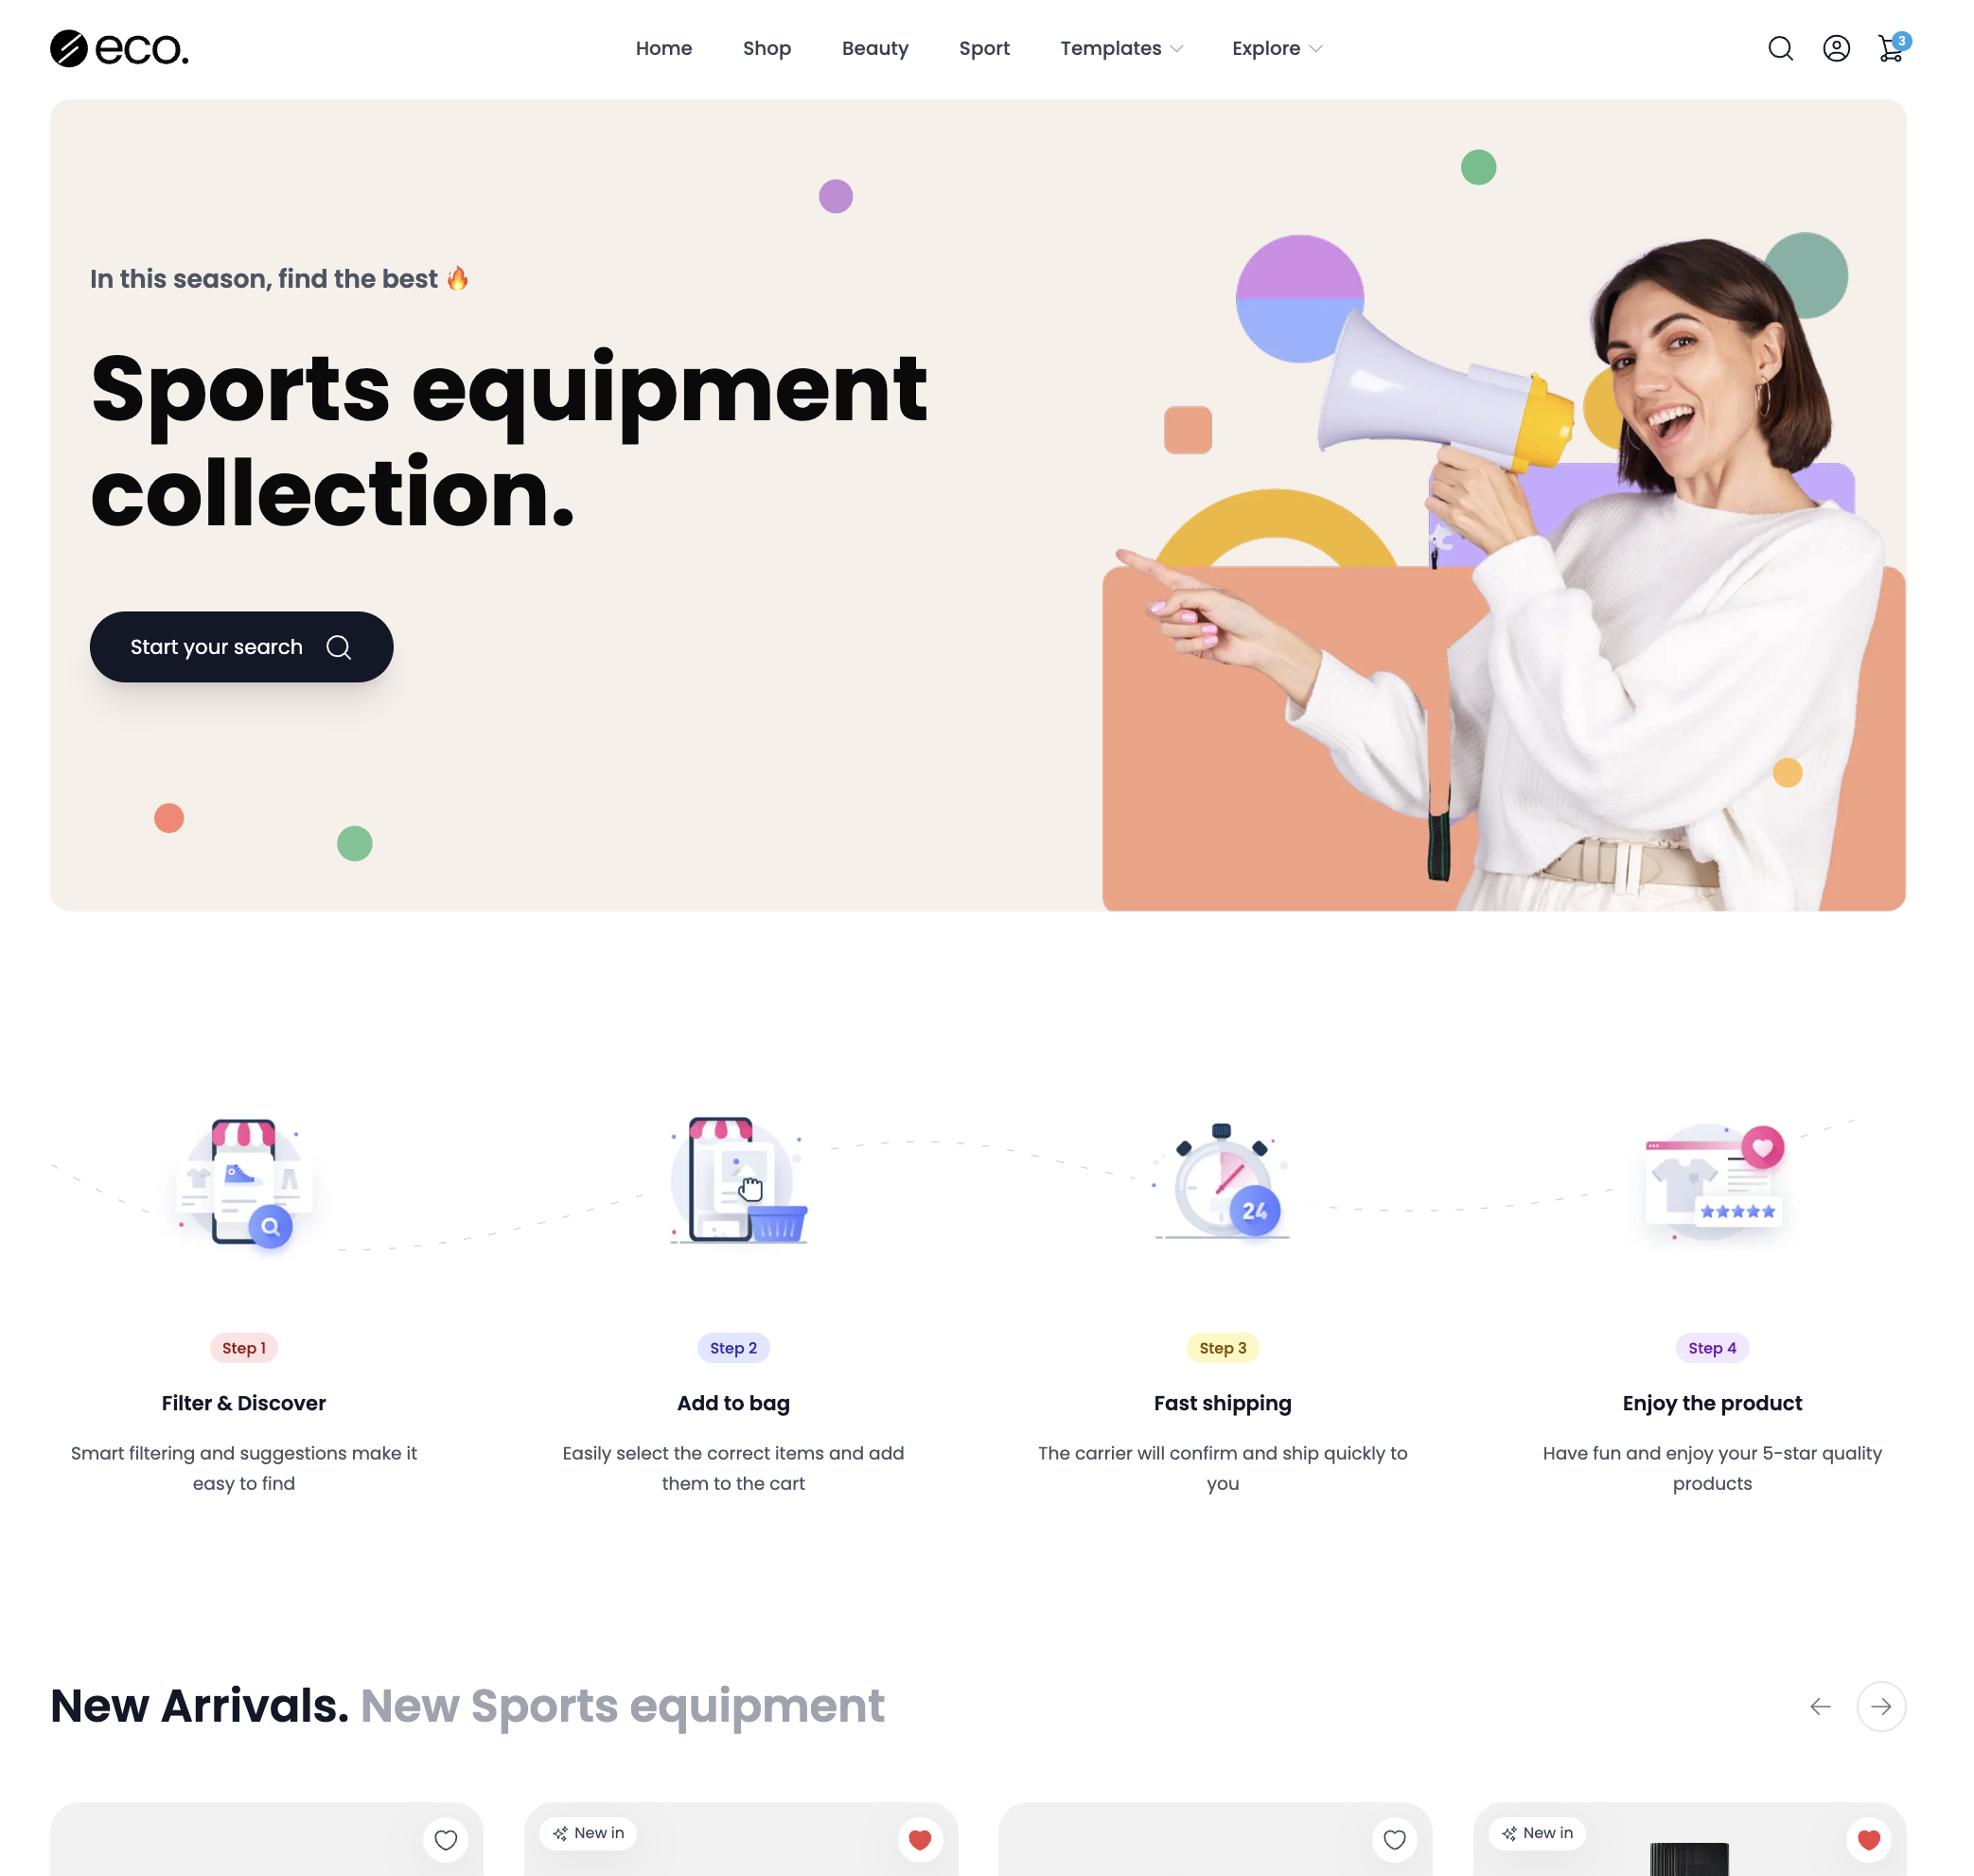 eco.
Home
Shop
Beauty
Sport
Templates
Explore
3
In this season, find the best 🔥
Sports equipment
collection.
Start your search
24
Step 1
Step 2
Step 3
Step 4
Filter & Discover
Add to bag
Fast shipping
Enjoy the product
Smart filtering and suggestions make it
easy to find
Easily select the correct items and add
them to the cart
The carrier will confirm and ship quickly to
you
Have fun and enjoy your 5-star quality
products
New Arrivals. New Sports equipment
New in
New in